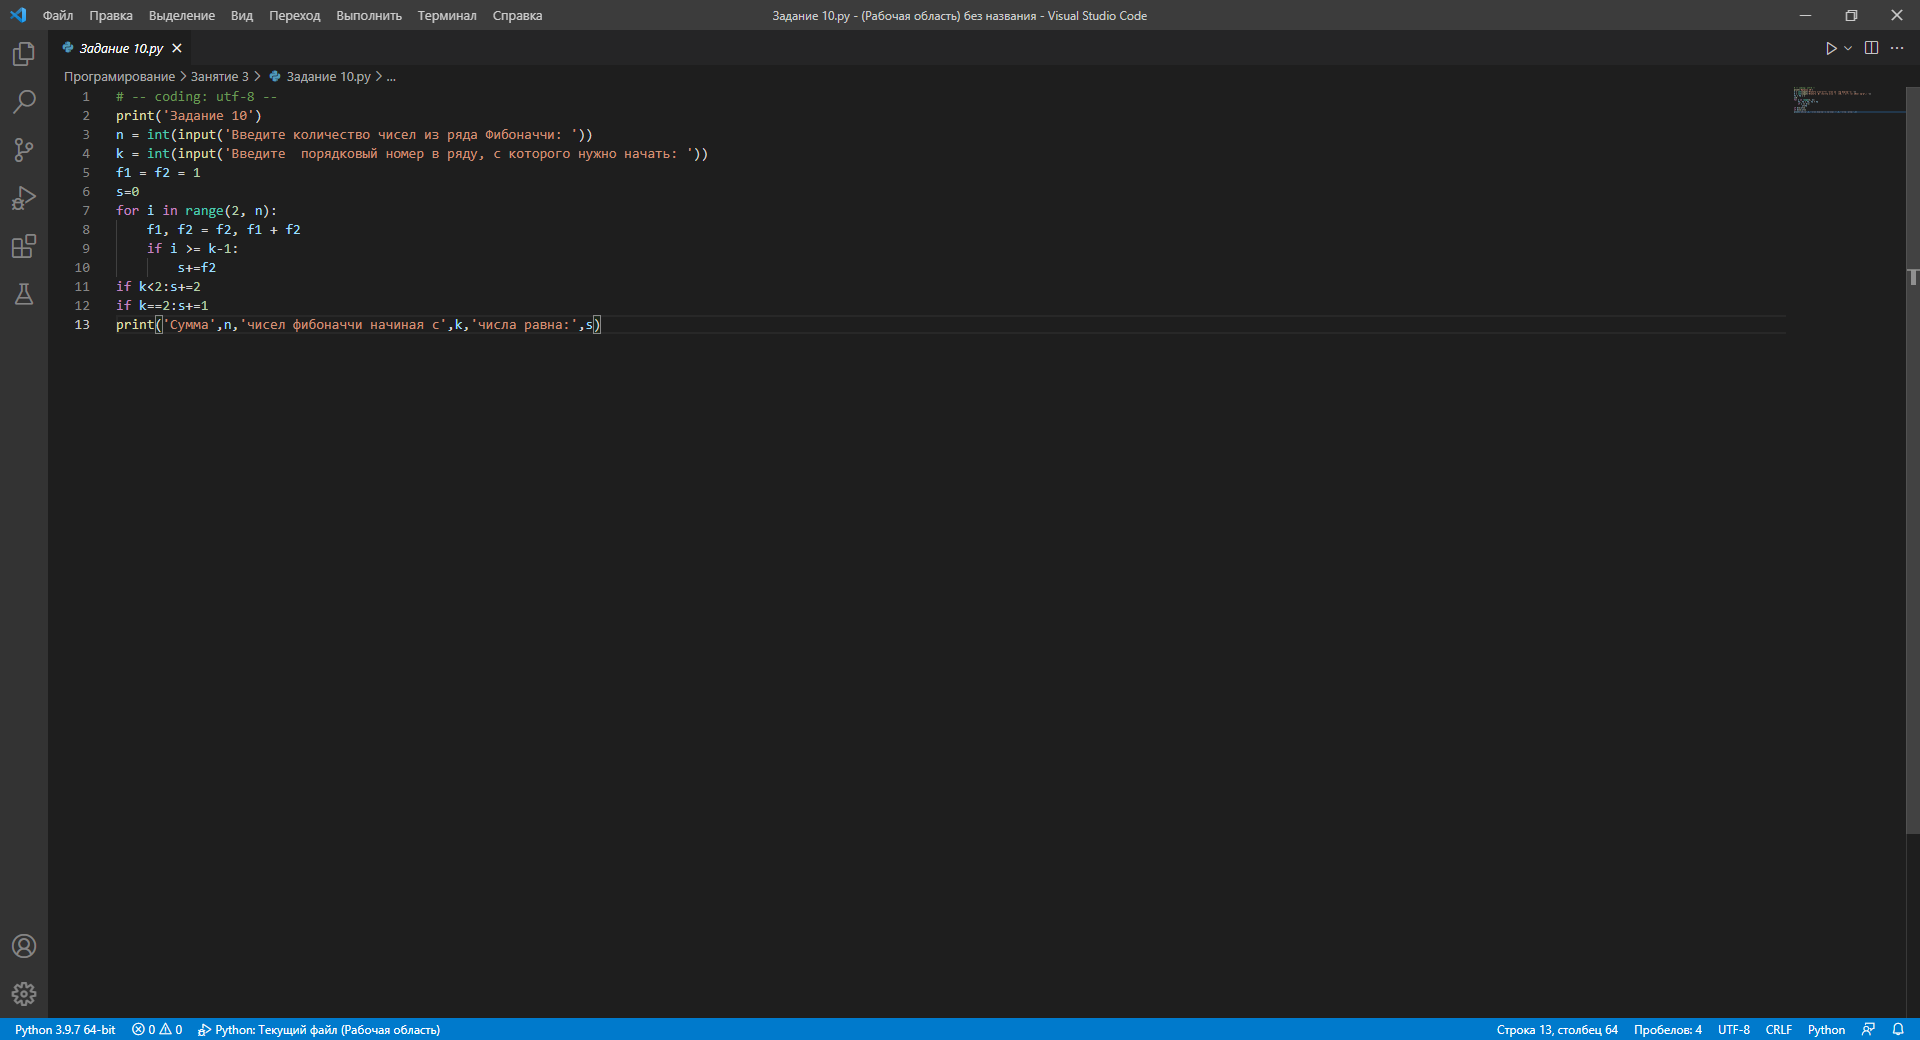 Файл Правка Выделение Вид Переход Выполнить Терминал Справка Задание 10.py - (Рабочая область) без названия - Visual Studio Code
Задание 10.py
Програмирование > Занятие 3 > Задание 10.py > ...
1 # -- coding: utf-8 --
2 print('Задание 10')
3 n = int(input('Введите количество чисел из ряда Фибоначчи: '))
4 k = int(input('Введите  порядковый номер в ряду, с которого нужно начать: '))
5 f1 = f2 = 1
6 s=0
7 for i in range(2, n):
8     f1, f2 = f2, f1 + f2
9     if i >= k-1:
10         s+=f2
11 if k<2:s+=2
12 if k==2:s+=1
13 print('Сумма',n,'чисел фибоначчи начиная с',k,'числа равна:',s)
Python 3.9.7 64-bit 0 0 Python: Текущий файл (Рабочая область) Строка 13, столбец 64 Пробелов: 4 UTF-8 CRLF Python